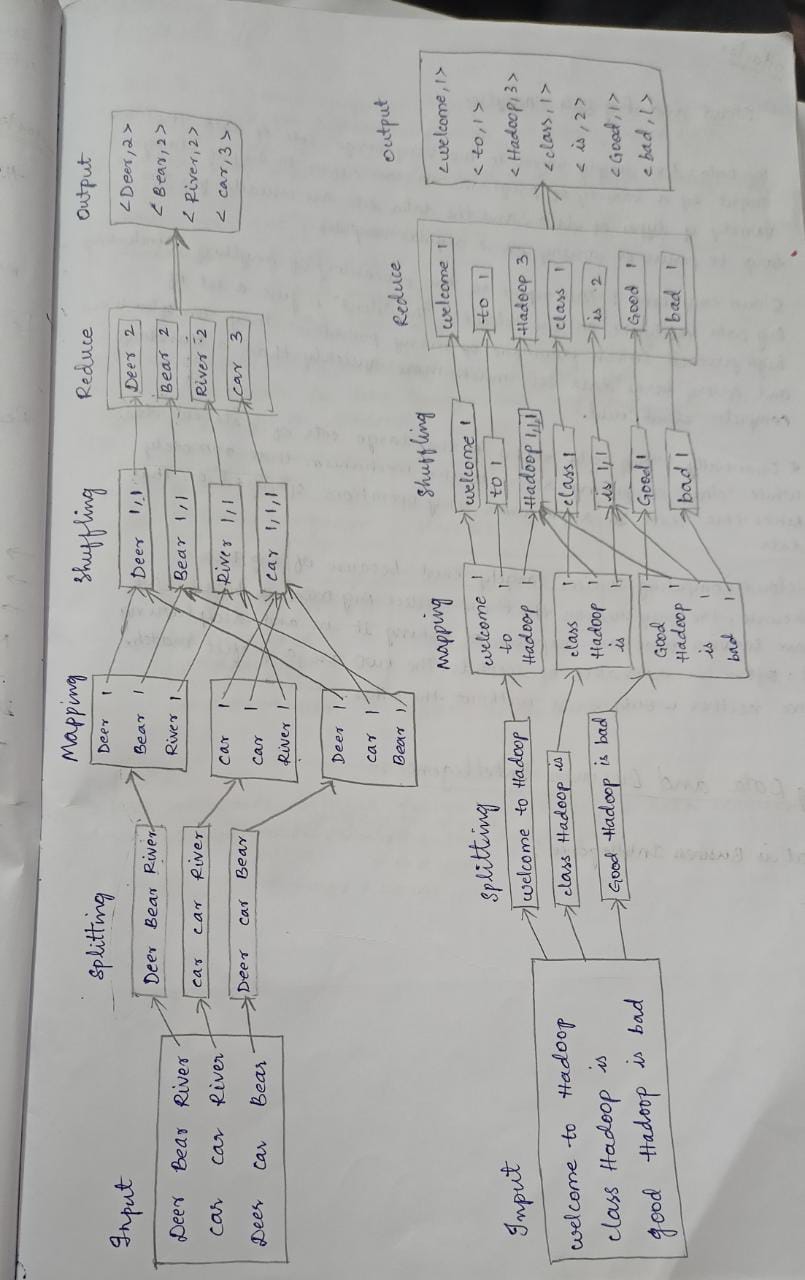 Input
Deer Bear River
car car River
Deer car Bear
splitting
Deer Bear River
car car River
Deer car Bear
Mapping
Deer 1
Bear 1
River 1
car 1
car 1
River 1
Deer 1
car 1
Bear 1
shuffling
Deer 1,1
Bear 1,1
River 1,1
car 1,1,1
Reduce
Deer 2
Bear 2
River 2
car 3
output
<Deer,2>
<Bear,2>
<River,2>
<car,3>
Input
welcome to Hadoop
class Hadoop is
good Hadoop is bad
splitting
welcome to Hadoop
class Hadoop is
Good Hadoop is bad
Mapping
welcome 1
to 1
Hadoop 1
class 1
Hadoop 1
is 1
Good 1
Hadoop 1
is 1
bad 1
shuffling
welcome 1
to 1
Hadoop 1,1,1
class 1
is 1,1
Good 1
bad 1
Reduce
welcome 1
to 1
Hadoop 3
class 1
is 2
Good 1
bad 1
output
<welcome,1>
<to,1>
<Hadoop,3>
<class,1>
<is,2>
<Good,1>
<bad,1>